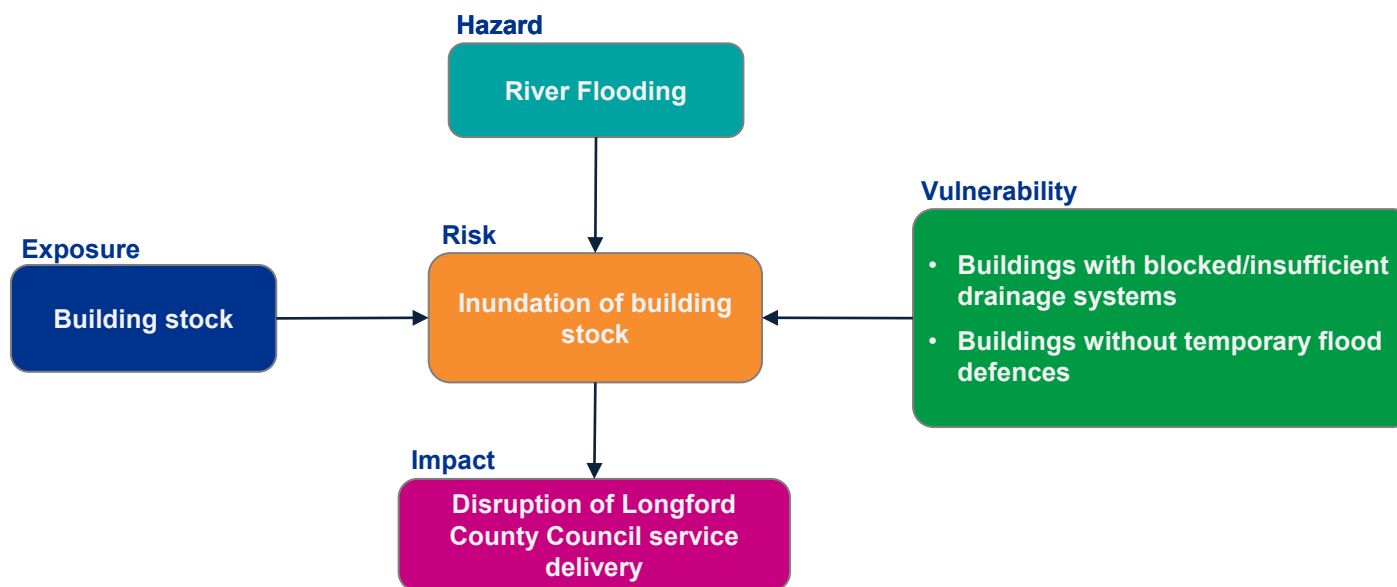 Hazard
River Flooding
Vulnerability
• Buildings with blocked/insufficient
drainage systems
• Buildings without temporary flood
defences
Exposure
Building stock
Risk
Inundation of building
stock
Impact
Disruption of Longford
County Council service
delivery